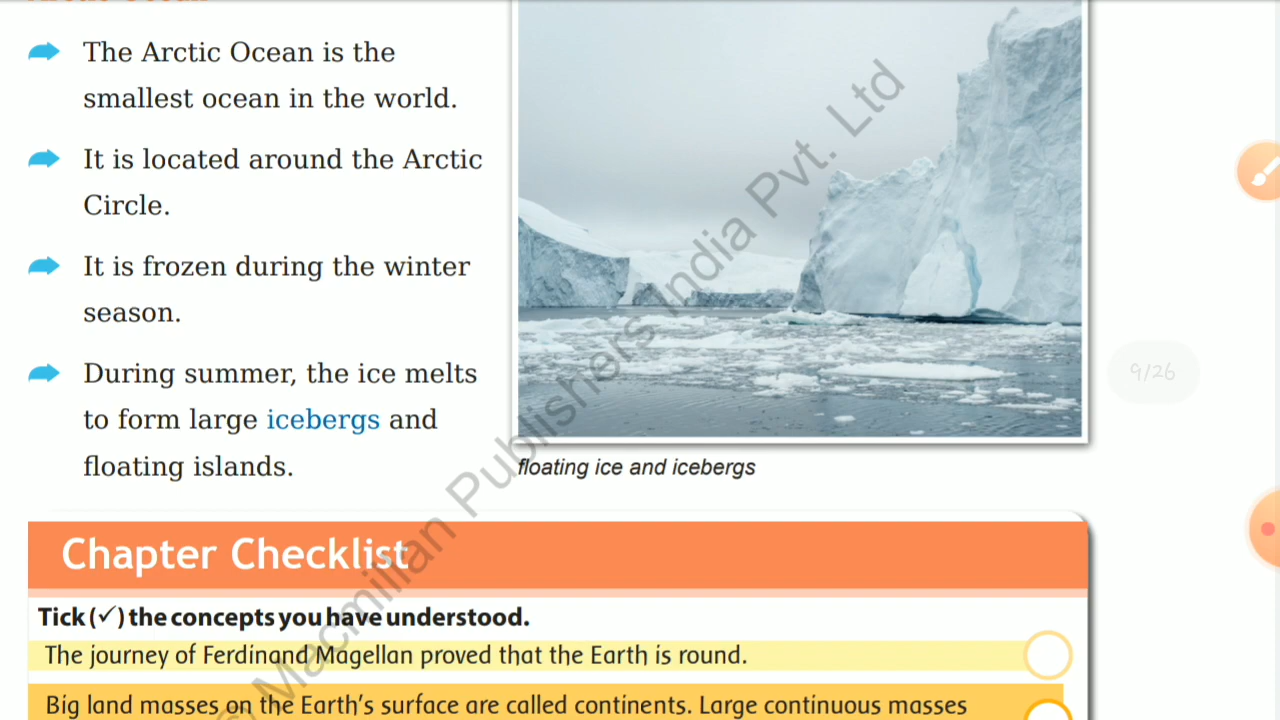 The Arctic Ocean is the
smallest ocean in the world.
It is located around the Arctic
Circle.
It is frozen during the winter
season.
During summer, the ice melts
to form large icebergs and
floating islands.
© Macmillan Publishers India Pvt. Ltd
floating ice and icebergs
9/26
Chapter Checklist
Tick (✓) the concepts you have understood.
The journey of Ferdinand Magellan proved that the Earth is round.
Big land masses on the Earth's surface are called continents. Large continuous masses